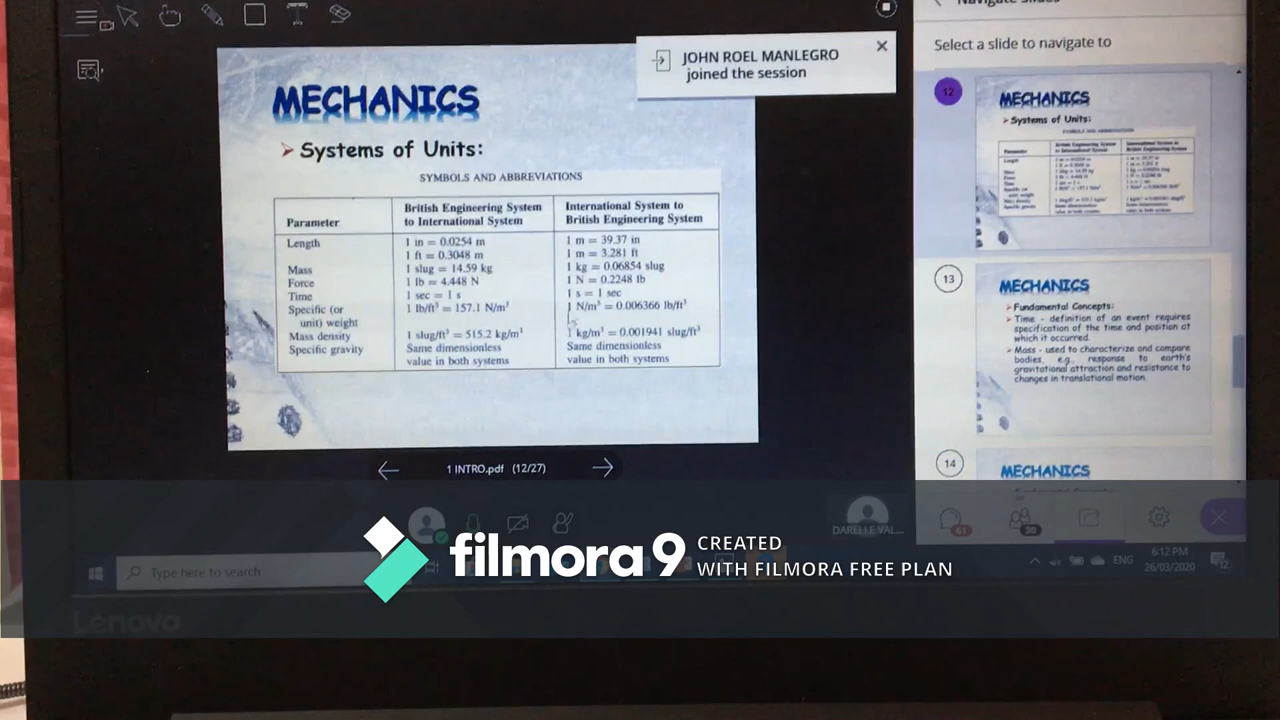 Select a slide to navigate to
JOHN ROEL MANLEGRO
joined the session
MECHANICS
➢ Systems of Units:
SYMBOLS AND ABBREVIATIONS
Parameter
British Engineering System
to International System
International System to
British Engineering System
Length
1 in = 0.0254 m
1 m = 39.37 in
1 ft = 0.3048 m
1 m = 3.281 ft
Mass
1 slug = 14.59 kg
1 kg = 0.06854 slug
Force
1 lb = 4.448 N
1 N = 0.2248 lb
Time
1 sec = 1 s
1 s = 1 sec
Specific (or
unit) weight
1 lb/ft³ = 157.1 N/m³
1 N/m³ = 0.006366 lb/ft³
Mass density
1 slug/ft³ = 515.2 kg/m³
1 kg/m³ = 0.001941 slug/ft³
Specific gravity
Same dimensionless
value in both systems
Same dimensionless
value in both systems
1 INTRO.pdf (12/27)
12
MECHANICS
➢ Systems of Units:
13
MECHANICS
➢ Fundamental Concepts:
➢ Time - definition of an event requires
specification of the time and position at
which it occurred.
➢ Mass - used to characterize and compare
bodies, e.g., response to earth's
gravitational attraction and resistance to
changes in translational motion.
14
MECHANICS
DARELLE VAL...
61
30
filmora9
CREATED
WITH FILMORA FREE PLAN
Type here to search
ENG
6:12 PM
26/03/2020
12
Lenovo